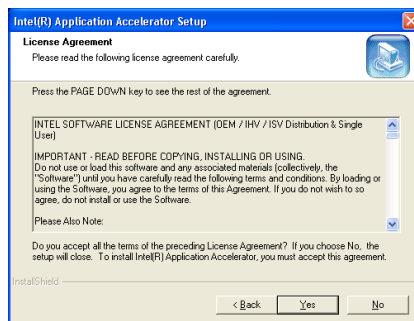 Intel(R) Application Accelerator Setup
License Agreement
Please read the following license agreement carefully.
Press the PAGE DOWN key to see the rest of the agreement.
INTEL SOFTWARE LICENSE AGREEMENT (OEM / IHV / ISV Distribution & Single
User)
IMPORTANT - READ BEFORE COPYING, INSTALLING OR USING.
Do not use or load this software and any associated materials (collectively, the
"Software") until you have carefully read the following terms and conditions. By loading or
using the Software, you agree to the terms of this Agreement. If you do not wish to so
agree, do not install or use the Software.
Please Also Note:
Do you accept all the terms of the preceding License Agreement? If you choose No, the
setup will close. To install Intel(R) Application Accelerator, you must accept this agreement.
InstallShield
< Back
Yes
No